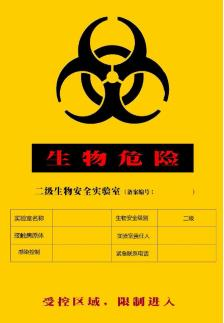 生物危险
二级生物安全实验室（备案编号：　　　　）
实验室名称　　生物安全级别　二级
接触病原体　　实验室责任人
感染控制　　紧急联系电话
受控区域，限制进入